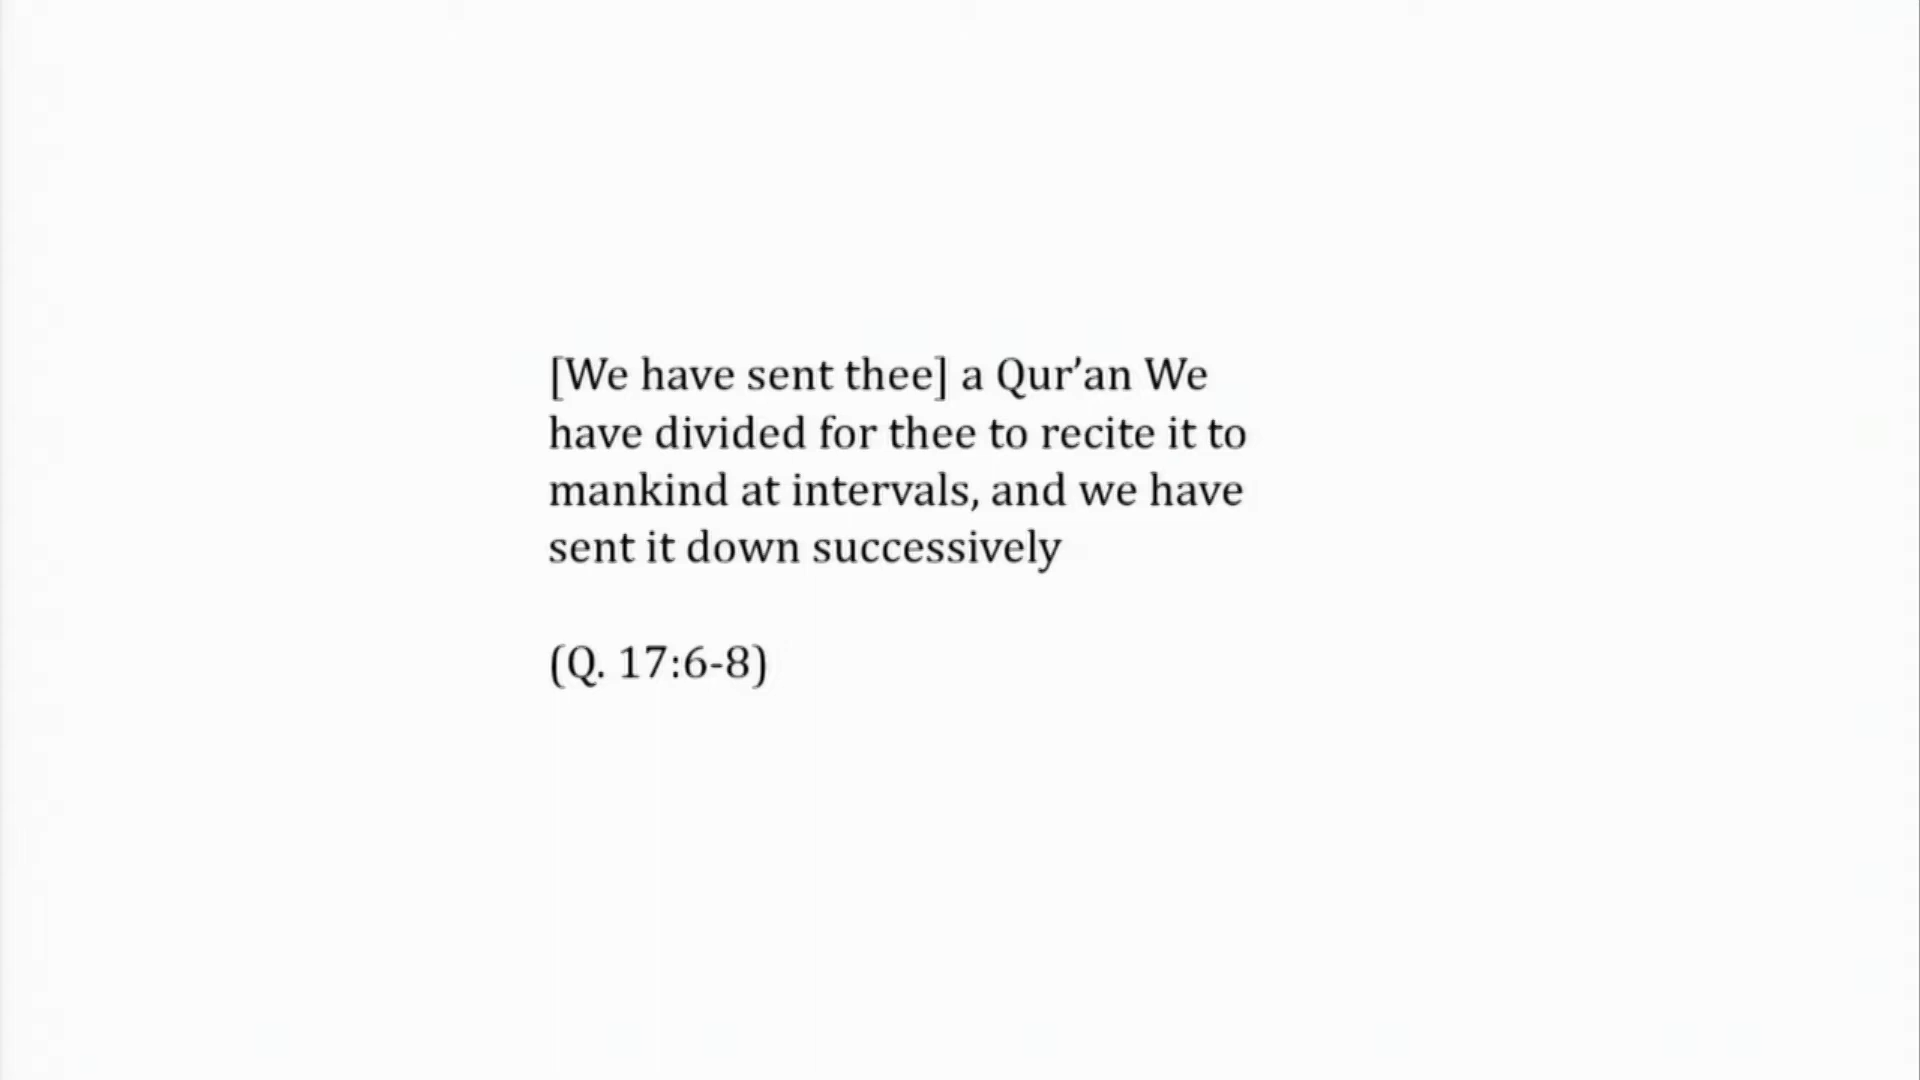 [We have sent thee] a Qur’an We
have divided for thee to recite it to
mankind at intervals, and we have
sent it down successively
(Q. 17:6-8)